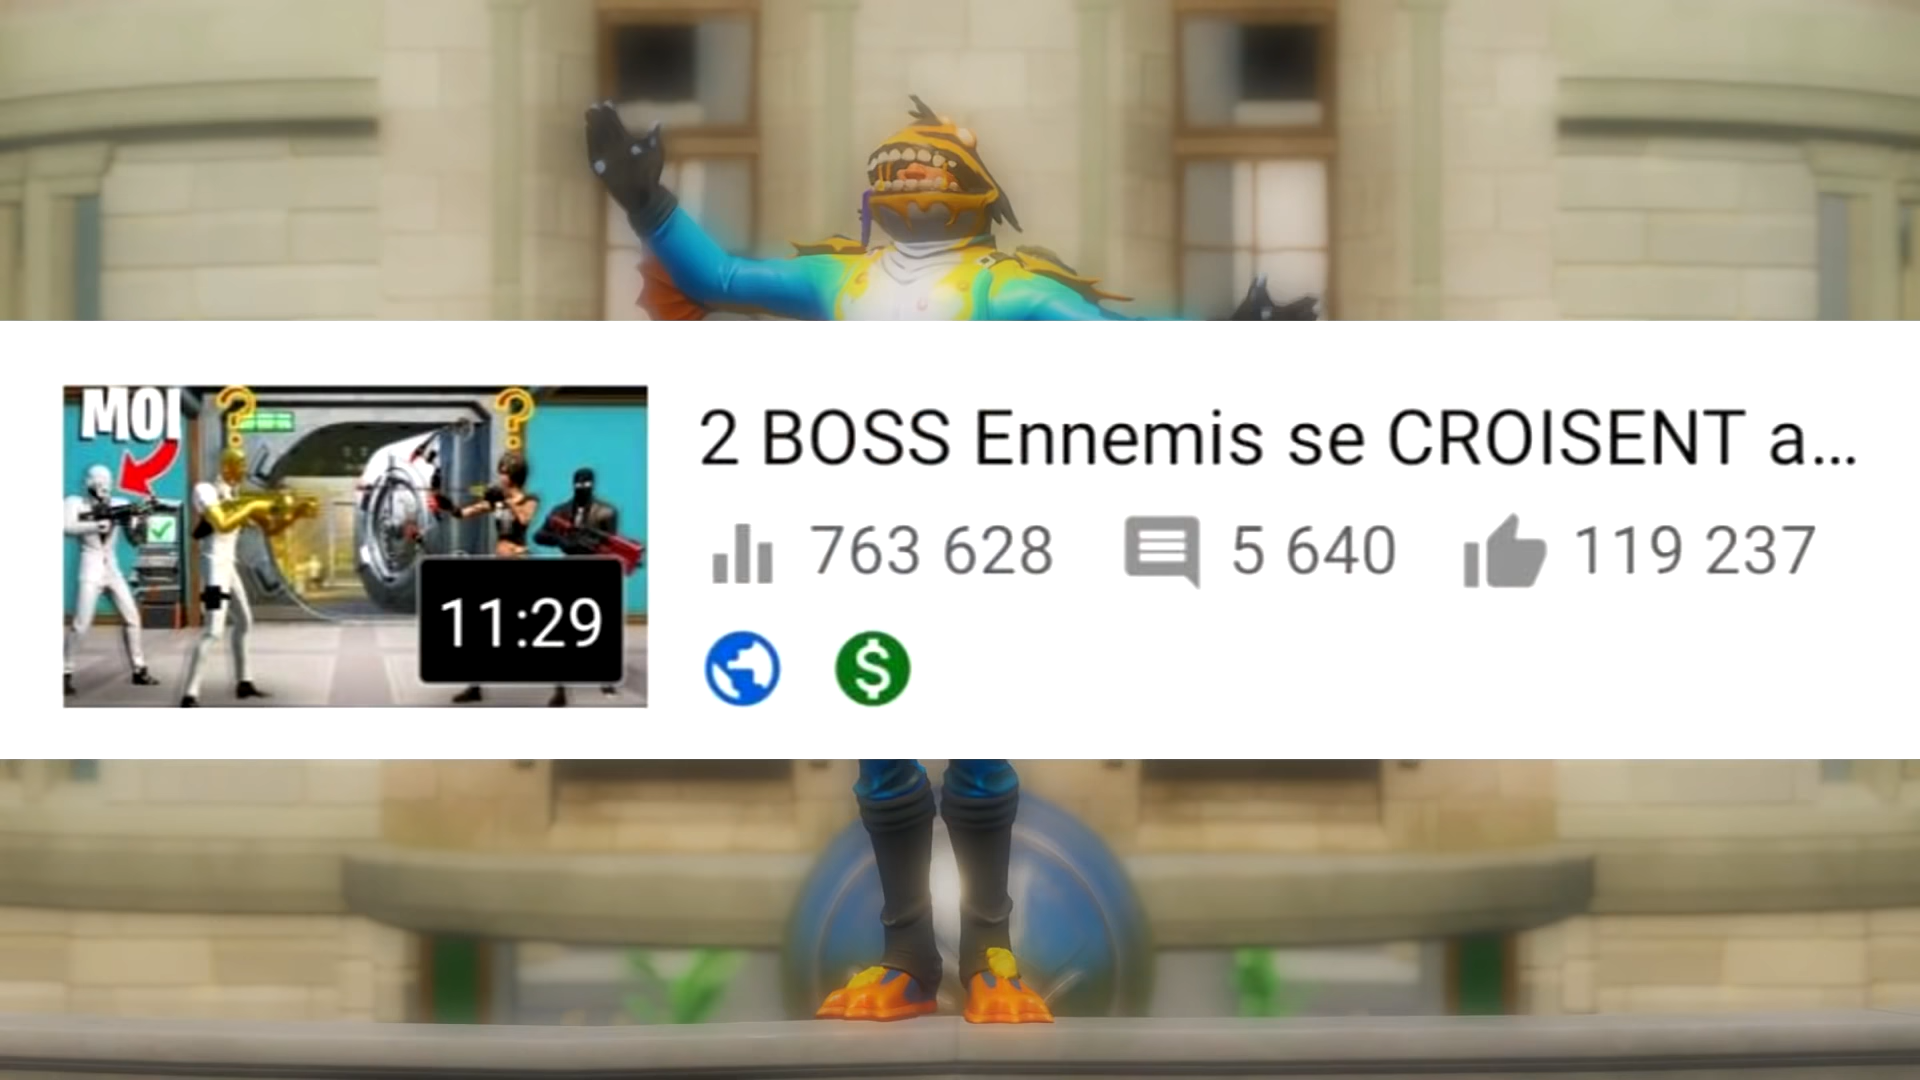 MOI
? ?
11:29
2 BOSS Ennemis se CROISENT a...
763 628 5 640 119 237
$